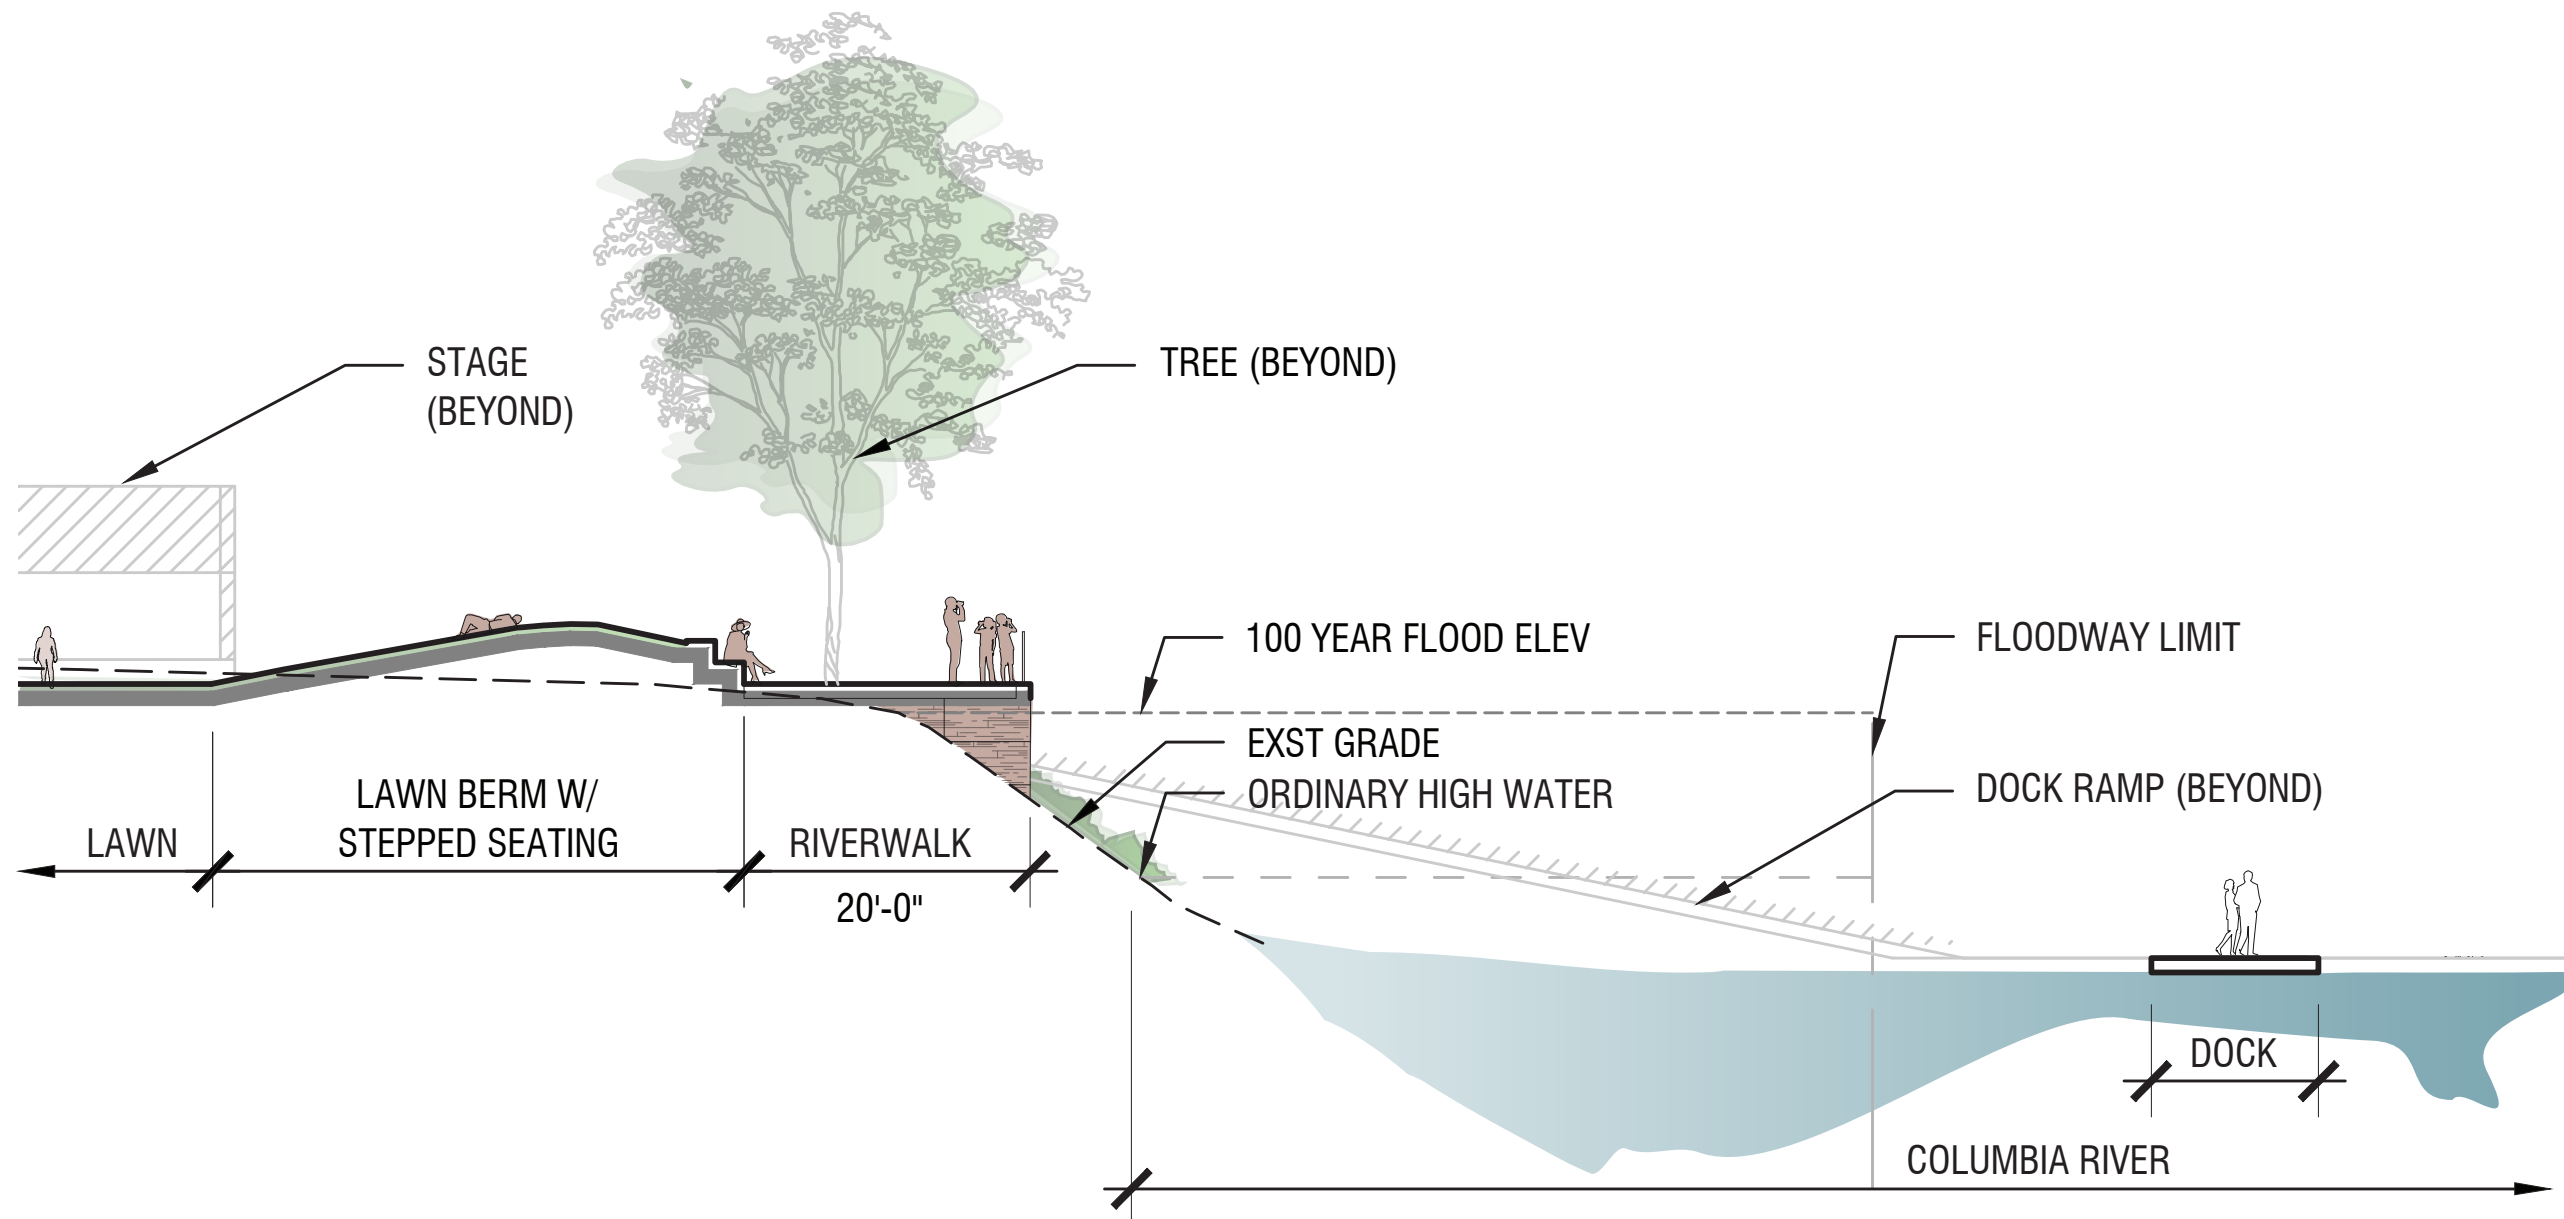 STAGE
(BEYOND)
TREE (BEYOND)
100 YEAR FLOOD ELEV
FLOODWAY LIMIT
EXST GRADE
ORDINARY HIGH WATER
DOCK RAMP (BEYOND)
LAWN
LAWN BERM W/
STEPPED SEATING
RIVERWALK
20'-0"
DOCK
COLUMBIA RIVER